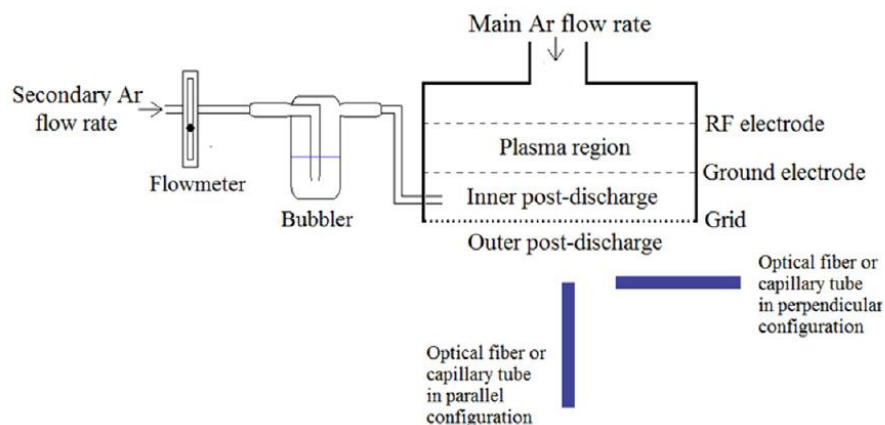 Main Ar flow rate
Secondary Ar
flow rate
Flowmeter
Bubbler
RF electrode
Plasma region
Ground electrode
Inner post-discharge
Grid
Outer post-discharge
Optical fiber or
capillary tube
in perpendicular
configuration
Optical fiber or
capillary tube
in parallel
configuration